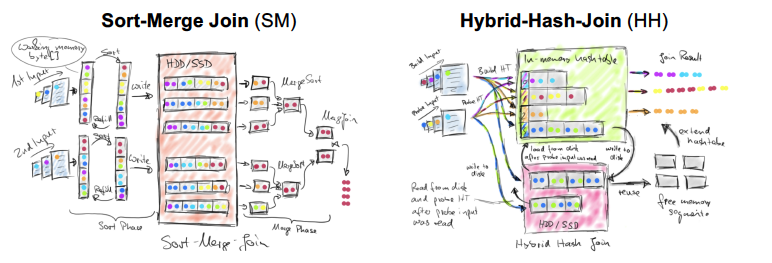 Sort-Merge Join (SM)
Working memory
byte[]
Sort
1st Input
Refill
write
2nd Input
Sort
Refill
Write
HDD/SSD
MergeSort
MergeSort
MergeJoin
Sort Phase
Merge Phase
Sort-Merge-Join
Hybrid-Hash-Join (HH)
Build Input
Build HT
Probe Input
Probe HT
In-memory hashtable
Join Result
load from disk
after probe input was read
write to
disk
write to
disk
extend
hashtable
Read from disk
and probe HT
after probe input
was read
reuse
free memory
segments
HDD/SSD
Hybrid Hash Join